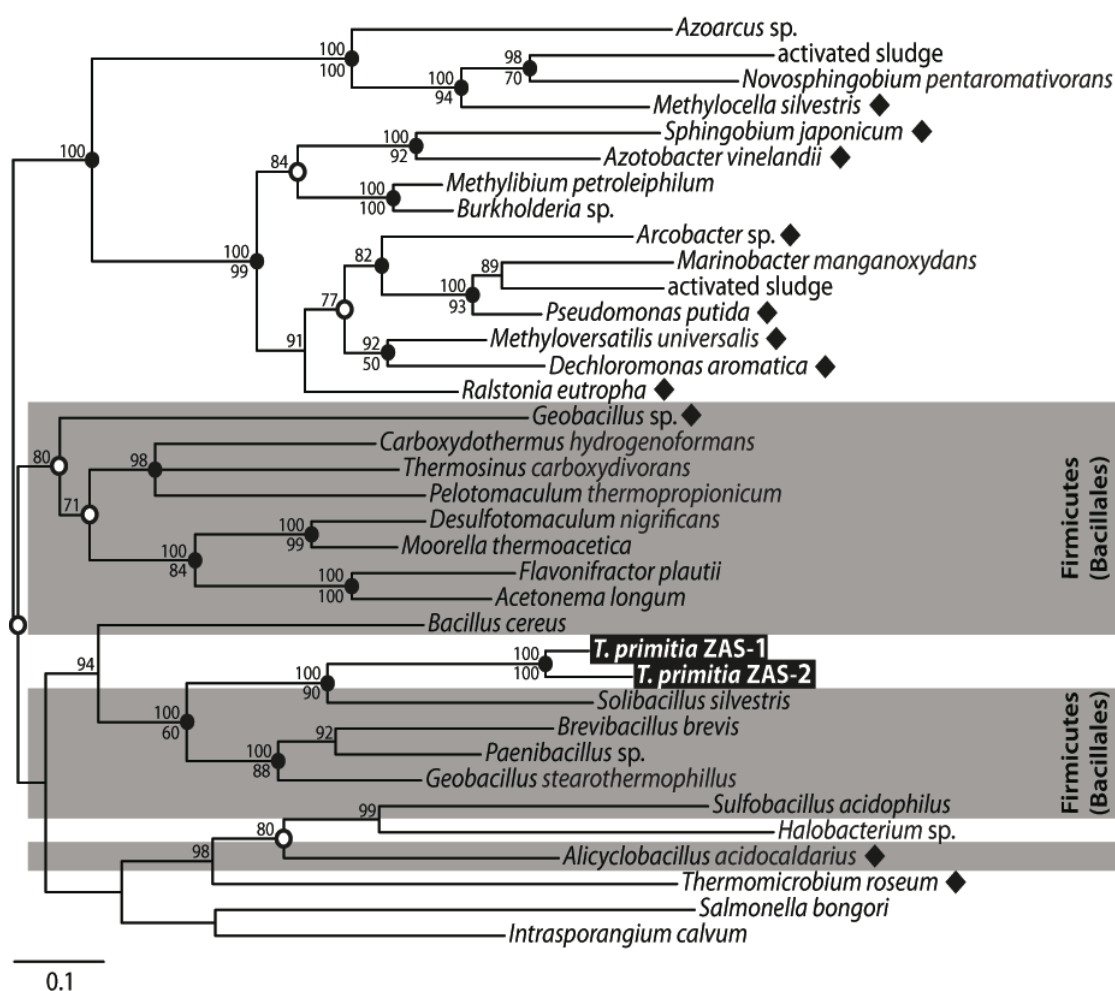 Azoarcus sp.
100
100
activated sludge
98
70
Novosphingobium pentaromativorans
100
94
Methylocella silvestris ◆
Sphingobium japonicum ◆
100
92
100
Azotobacter vinelandii ◆
84
Methylibium petroleiphilum
100
100
Burkholderia sp.
Arcobacter sp. ◆
100
99
82
Marinobacter manganoxydans
89
activated sludge
100
93
77
Pseudomonas putida ◆
Methyloversatilis universalis ◆
91
92
50
Dechloromonas aromatica ◆
Ralstonia eutropha ◆
Geobacillus sp. ◆
Carboxydothermus hydrogenoformans
80
98
Thermosinus carboxydivorans
Pelotomaculum thermopropionicum
71
Desulfotomaculum nigrificans
100
99
Moorella thermoacetica
100
84
Flavonifractor plautii
100
100
Acetonema longum
Firmicutes
(Bacillales)
Bacillus cereus
T. primitia ZAS-1
94
100
100
T. primitia ZAS-2
100
90
Solibacillus silvestris
100
60
Brevibacillus brevis
92
Paenibacillus sp.
100
88
Geobacillus stearothermophillus
Firmicutes
(Bacillales)
Sulfobacillus acidophilus
99
Halobacterium sp.
80
98
Alicyclobacillus acidocaldarius ◆
Thermomicrobium roseum ◆
Salmonella bongori
Intrasporangium calvum
0.1